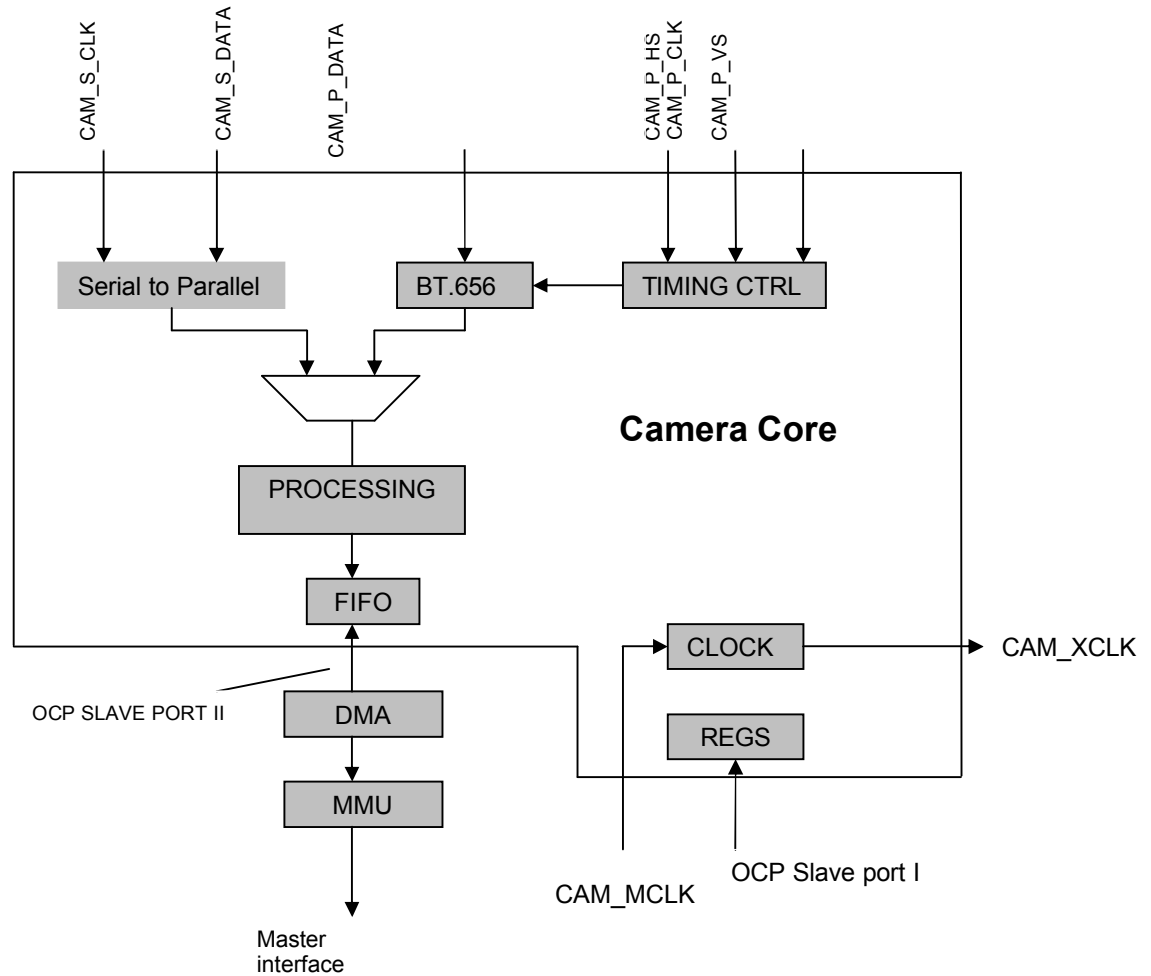 CAM_S_CLK
CAM_S_DATA
CAM_P_DATA
CAM_P_HS
CAM_P_CLK
CAM_P_VS
Serial to Parallel
BT.656
TIMING CTRL
Camera Core
PROCESSING
FIFO
CLOCK
CAM_XCLK
OCP SLAVE PORT II
DMA
REGS
MMU
OCP Slave port I
CAM_MCLK
Master
interface